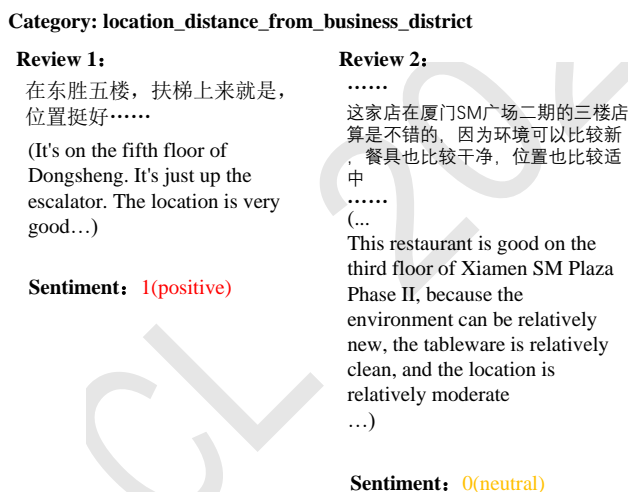 Category: location_distance_from_business_district
Review 1：
在东胜五楼，扶梯上来就是，
位置挺好……
(It's on the fifth floor of
Dongsheng. It's just up the
escalator. The location is very
good…)
Sentiment：1(positive)
Review 2：
……
这家店在厦门SM广场二期的三楼店
算是不错的，因为环境可以比较新
，餐具也比较干净，位置也比较适
中
……
(...
This restaurant is good on the
third floor of Xiamen SM Plaza
Phase II, because the
environment can be relatively
new, the tableware is relatively
clean, and the location is
relatively moderate
…)
Sentiment：0(neutral)